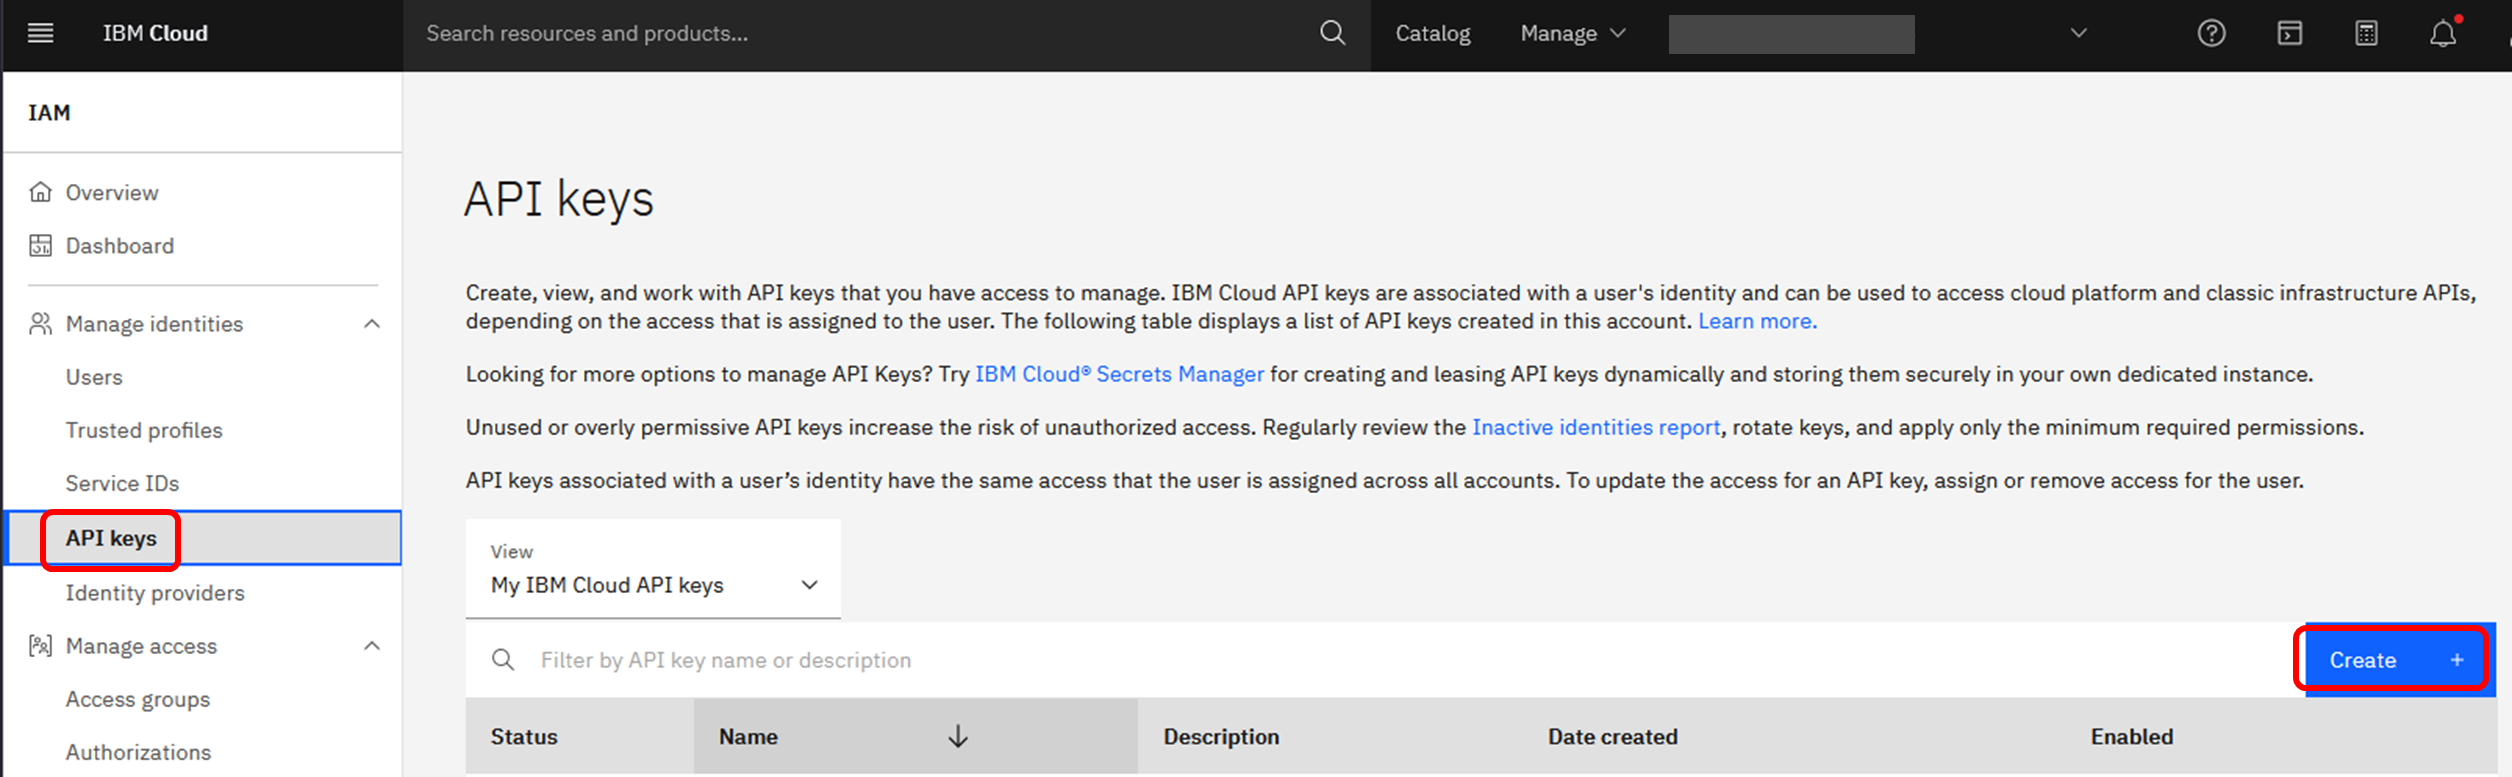 IBM Cloud
Search resources and products...
Catalog
Manage
IAM
Overview
Dashboard
Manage identities
Users
Trusted profiles
Service IDs
API keys
Identity providers
Manage access
Access groups
Authorizations
API keys
Create, view, and work with API keys that you have access to manage. IBM Cloud API keys are associated with a user's identity and can be used to access cloud platform and classic infrastructure APIs,
depending on the access that is assigned to the user. The following table displays a list of API keys created in this account. Learn more.
Looking for more options to manage API Keys? Try IBM Cloud® Secrets Manager for creating and leasing API keys dynamically and storing them securely in your own dedicated instance.
Unused or overly permissive API keys increase the risk of unauthorized access. Regularly review the Inactive identities report, rotate keys, and apply only the minimum required permissions.
API keys associated with a user’s identity have the same access that the user is assigned across all accounts. To update the access for an API key, assign or remove access for the user.
View
My IBM Cloud API keys
Filter by API key name or description
Create +
Status Name Description Date created Enabled